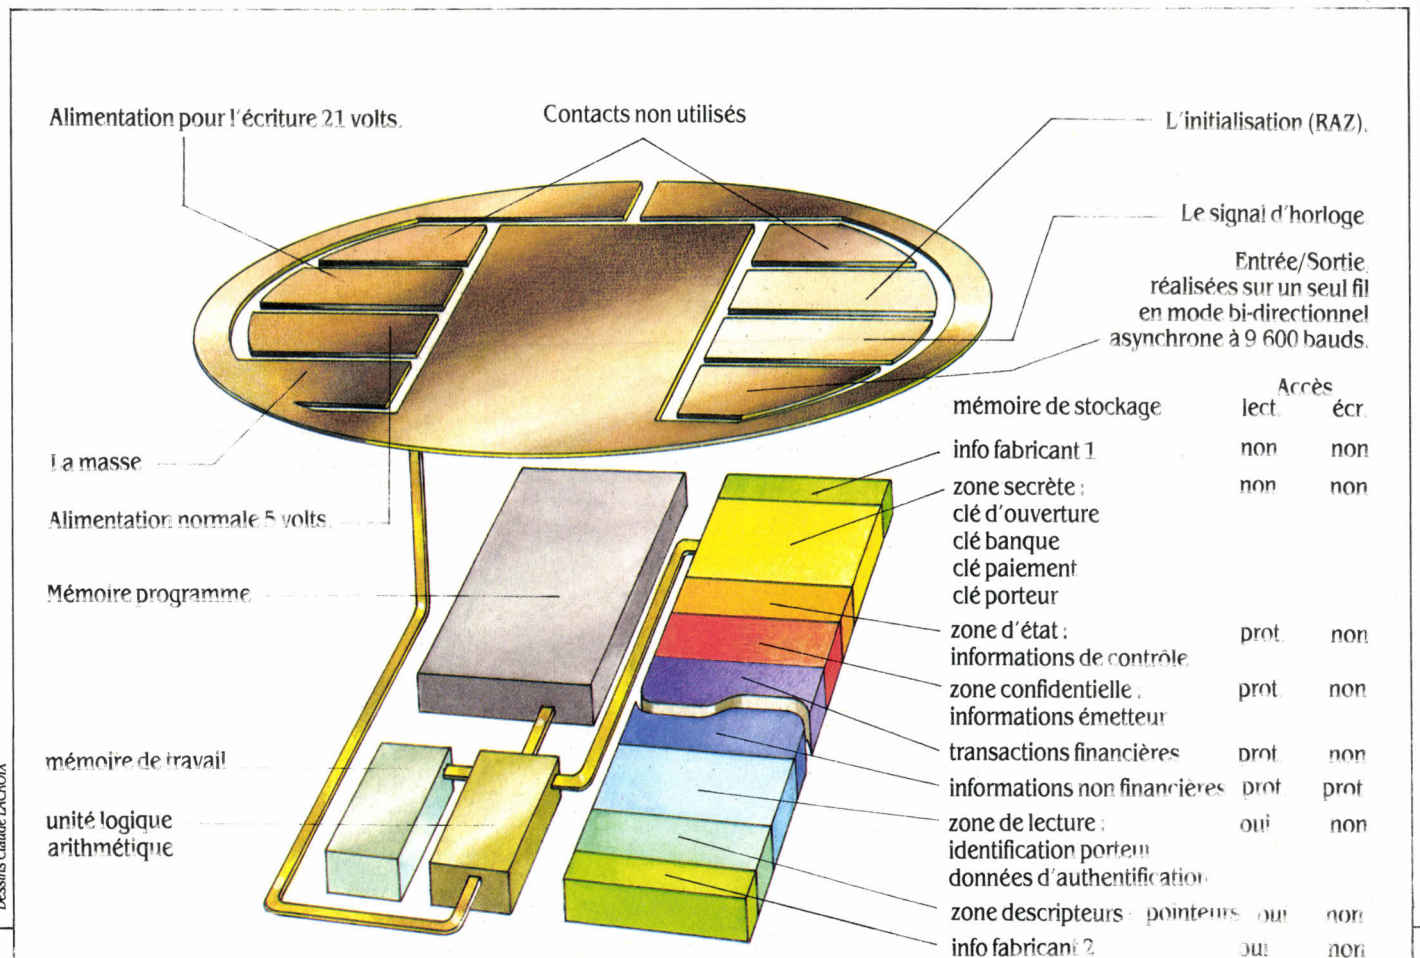 Alimentation pour l'écriture 21 volts.
Contacts non utilisés
L'initialisation (RAZ).
Le signal d'horloge
Entrée/Sortie
réalisées sur un seul fil
en mode bi-directionnel
asynchrone à 9 600 bauds.
La masse
Alimentation normale 5 volts.
Mémoire programme
mémoire de travail
unité logique
arithmétique
Accès
mémoire de stockage lect. écr.
info fabricant 1 non non
zone secrète : non non
clé d'ouverture
clé banque
clé paiement
clé porteur
zone d'état : prot. non
informations de contrôle
zone confidentielle : prot. non
informations émetteur
transactions financières prot. non
informations non financières prot. prot.
zone de lecture : oui non
identification porteur
données d'authentification
zone descripteurs pointeurs oui non
info fabricant 2 oui non
Dessins Claude LACROIX